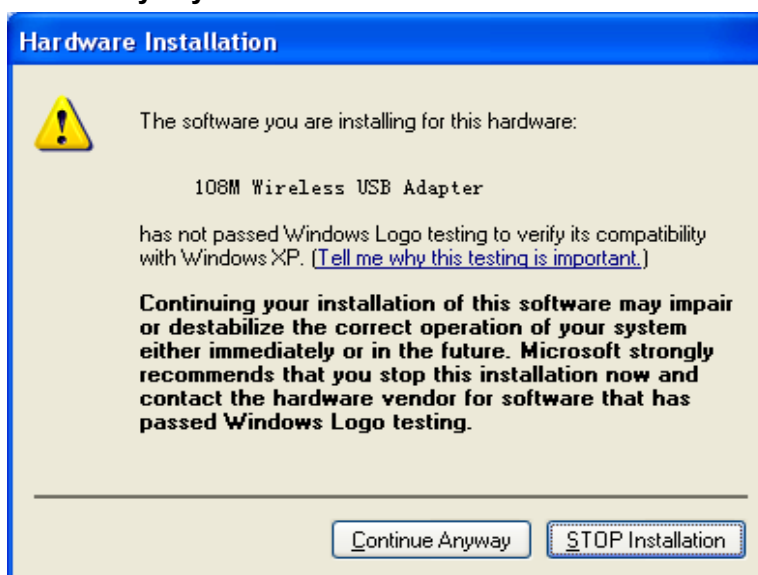 Hardware Installation
The software you are installing for this hardware:
108M Wireless USB Adapter
has not passed Windows Logo testing to verify its compatibility
with Windows XP. (Tell me why this testing is important.)
Continuing your installation of this software may impair
or destabilize the correct operation of your system
either immediately or in the future. Microsoft strongly
recommends that you stop this installation now and
contact the hardware vendor for software that has
passed Windows Logo testing.
Continue Anyway
STOP Installation